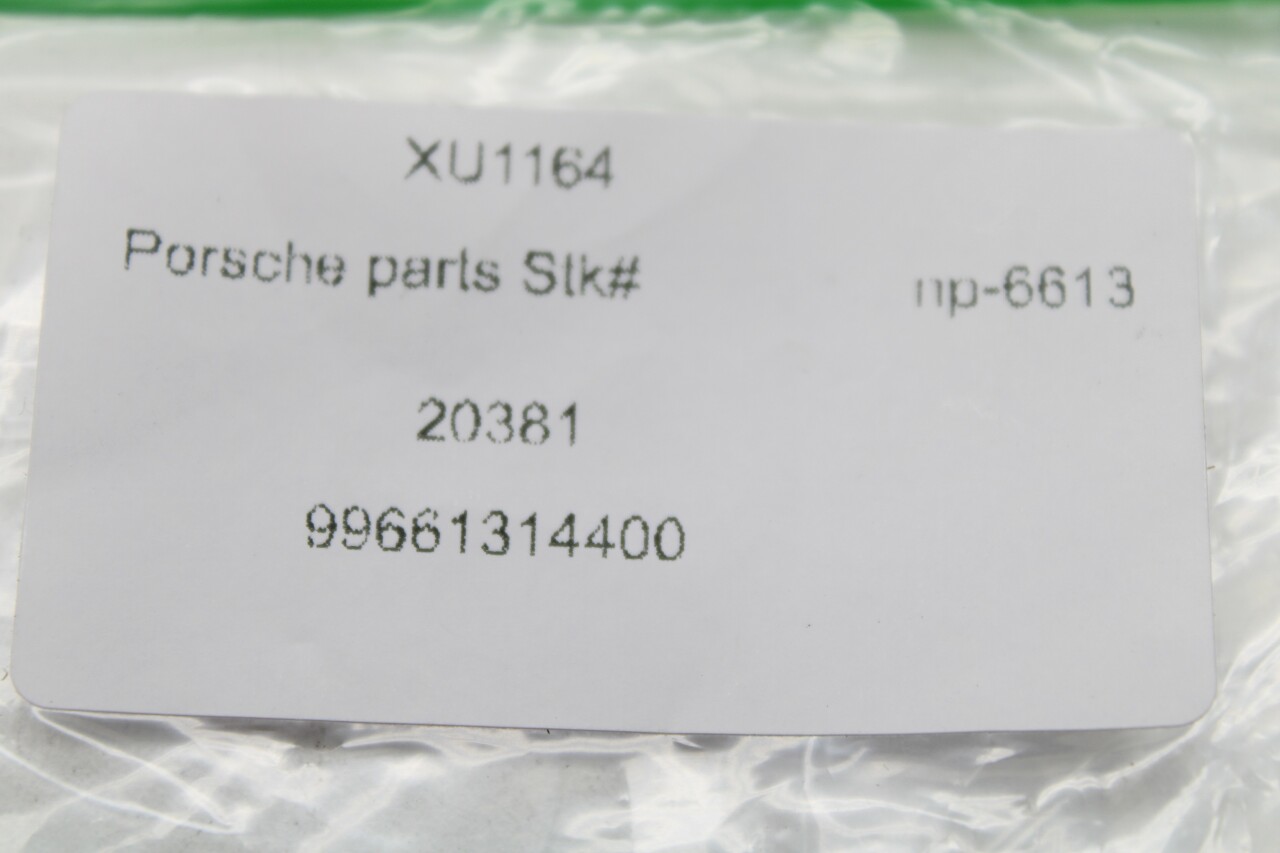 XU1164
Porsche parts Stk# np-6613
20381
99661314400